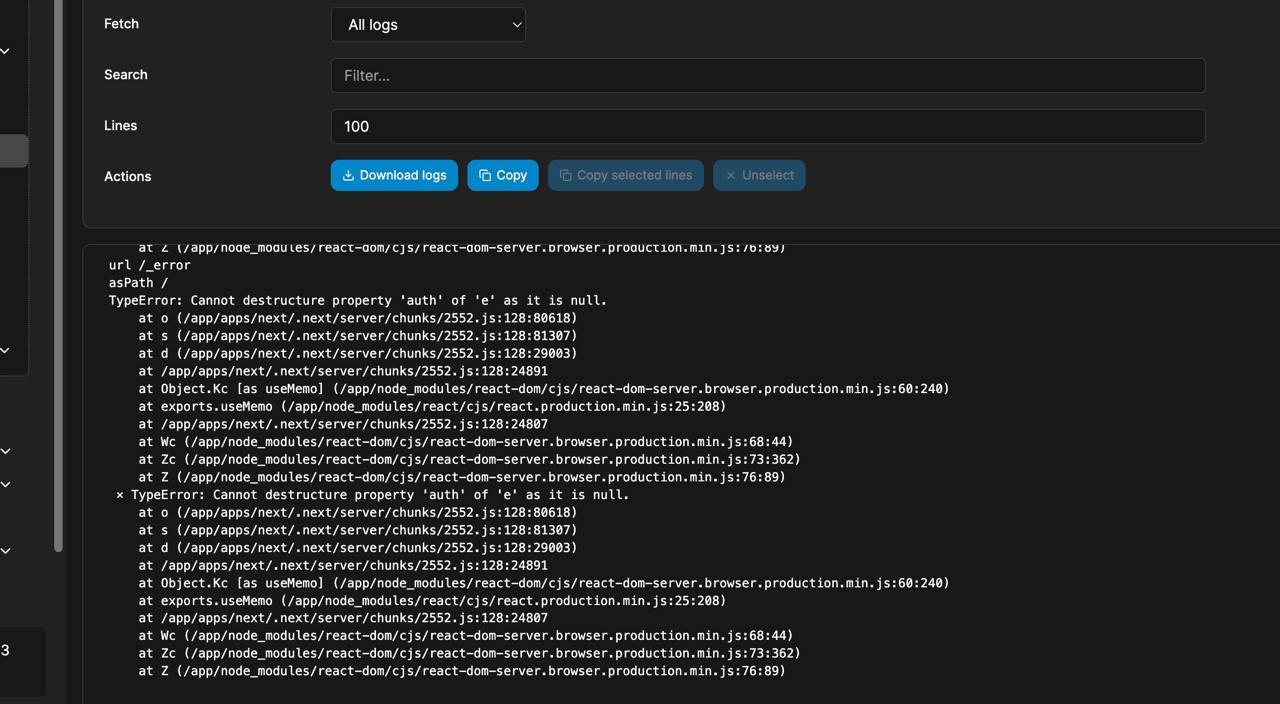 Fetch
All logs
Search
Filter...
Lines
100
Actions
Download logs
Copy
Copy selected lines
Unselect
at Z (/app/node_modules/react-dom/cjs/react-dom-server.browser.production.min.js:76:89)
url /_error
asPath /
TypeError: Cannot destructure property 'auth' of 'e' as it is null.
at o (/app/apps/next/.next/server/chunks/2552.js:128:80618)
at s (/app/apps/next/.next/server/chunks/2552.js:128:81307)
at d (/app/apps/next/.next/server/chunks/2552.js:128:29003)
at /app/apps/next/.next/server/chunks/2552.js:128:24891
at Object.Kc [as useMemo] (/app/node_modules/react-dom/cjs/react-dom-server.browser.production.min.js:60:240)
at exports.useMemo (/app/node_modules/react/cjs/react.production.min.js:25:208)
at /app/apps/next/.next/server/chunks/2552.js:128:24807
at Wc (/app/node_modules/react-dom/cjs/react-dom-server.browser.production.min.js:68:44)
at Zc (/app/node_modules/react-dom/cjs/react-dom-server.browser.production.min.js:73:362)
at Z (/app/node_modules/react-dom/cjs/react-dom-server.browser.production.min.js:76:89)
⨯ TypeError: Cannot destructure property 'auth' of 'e' as it is null.
at o (/app/apps/next/.next/server/chunks/2552.js:128:80618)
at s (/app/apps/next/.next/server/chunks/2552.js:128:81307)
at d (/app/apps/next/.next/server/chunks/2552.js:128:29003)
at /app/apps/next/.next/server/chunks/2552.js:128:24891
at Object.Kc [as useMemo] (/app/node_modules/react-dom/cjs/react-dom-server.browser.production.min.js:60:240)
at exports.useMemo (/app/node_modules/react/cjs/react.production.min.js:25:208)
at /app/apps/next/.next/server/chunks/2552.js:128:24807
at Wc (/app/node_modules/react-dom/cjs/react-dom-server.browser.production.min.js:68:44)
3
at Zc (/app/node_modules/react-dom/cjs/react-dom-server.browser.production.min.js:73:362)
at Z (/app/node_modules/react-dom/cjs/react-dom-server.browser.production.min.js:76:89)